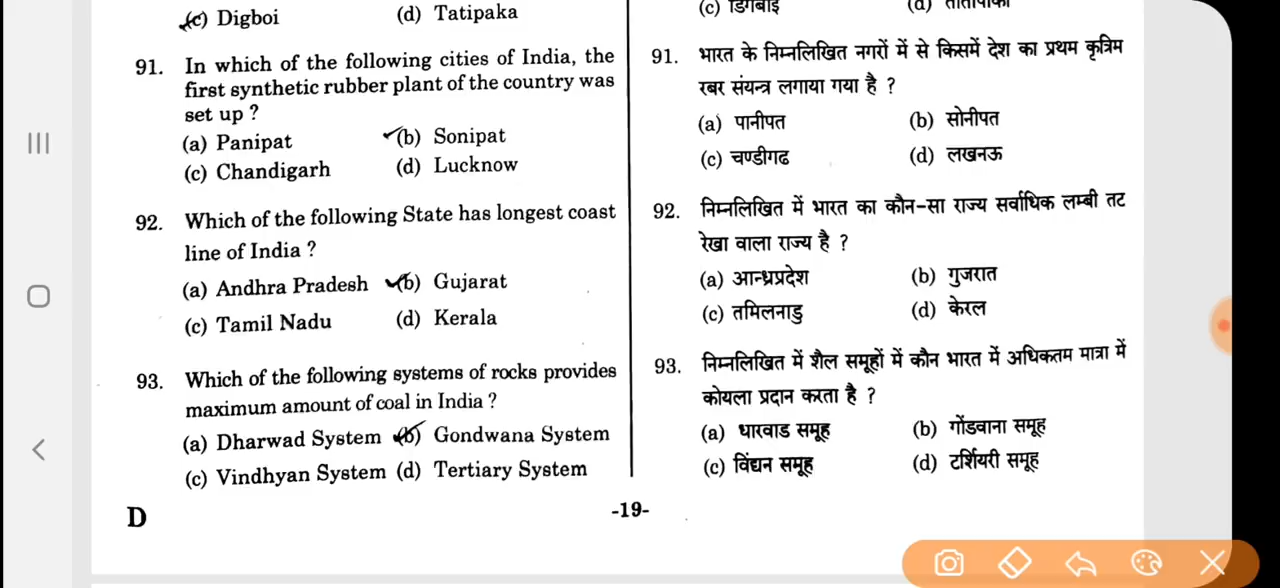 (c) Digboi (d) Tatipaka
91. In which of the following cities of India, the
first synthetic rubber plant of the country was
set up ?
(a) Panipat (b) Sonipat
(c) Chandigarh (d) Lucknow
92. Which of the following State has longest coast
line of India ?
(a) Andhra Pradesh (b) Gujarat
(c) Tamil Nadu (d) Kerala
93. Which of the following systems of rocks provides
maximum amount of coal in India ?
(a) Dharwad System (b) Gondwana System
(c) Vindhyan System (d) Tertiary System
(c) डिगबोई (d) तातीपाका
91. भारत के निम्नलिखित नगरों में से किसमें देश का प्रथम कृत्रिम
रबर संयन्त्र लगाया गया है ?
(a) पानीपत (b) सोनीपत
(c) चण्डीगढ (d) लखनऊ
92. निम्नलिखित में भारत का कौन-सा राज्य सर्वाधिक लम्बी तट
रेखा वाला राज्य है ?
(a) आन्ध्रप्रदेश (b) गुजरात
(c) तमिलनाडु (d) केरल
93. निम्नलिखित में शैल समूहों में कौन भारत में अधिकतम मात्रा में
कोयला प्रदान करता है ?
(a) धारवाड समूह (b) गोंडवाना समूह
(c) विंद्यन समूह (d) टर्शियरी समूह
D -19-